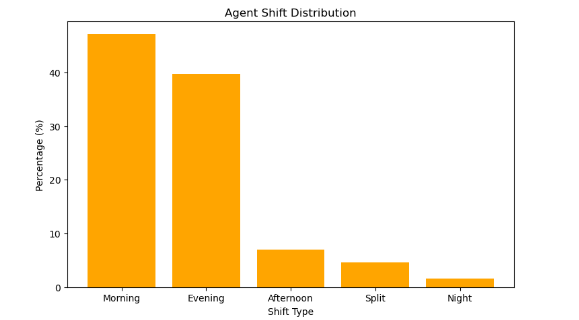 Agent Shift Distribution
Percentage (%)
40
30
20
10
0
Morning Evening Afternoon Split Night
Shift Type